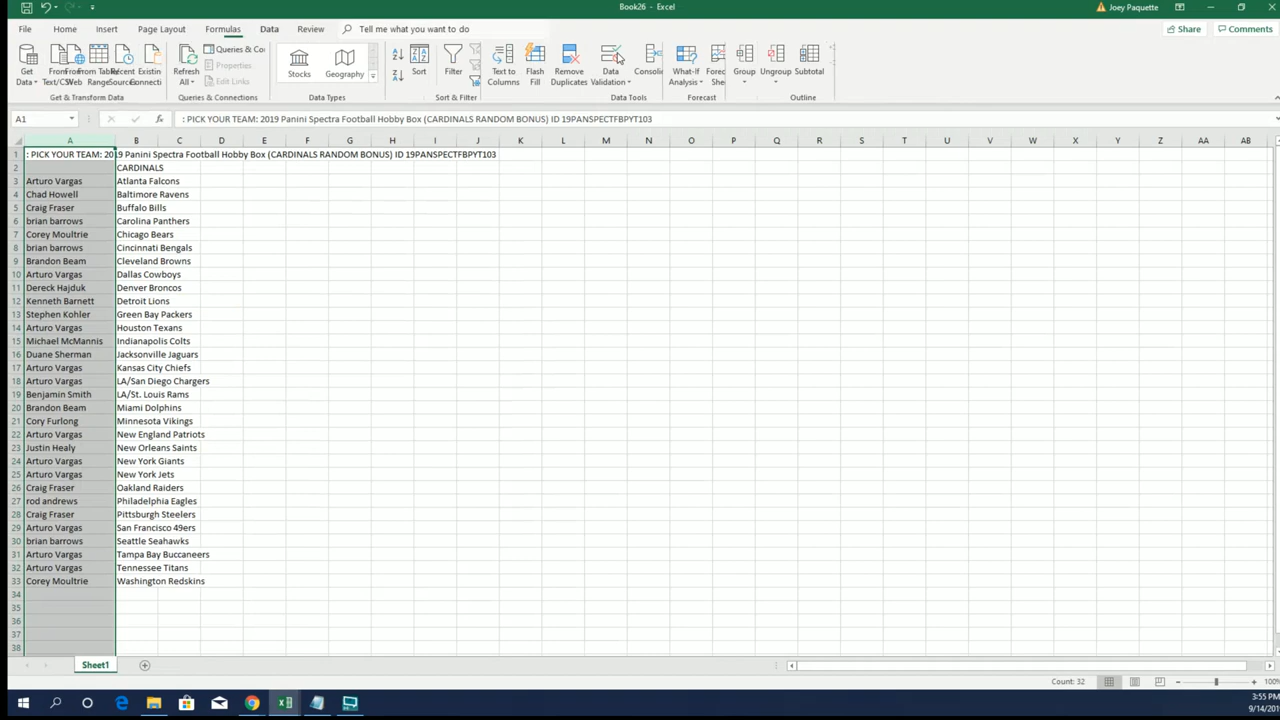 Book26 - Excel
Joey Paquette
File Home Insert Page Layout Formulas Data Review Tell me what you want to do Share Comments
Get Data From Text/CSV From Web From Table/Range Recent Sources Existing Connections
Refresh All Queries & Co Properties Edit Links
Stocks Geography
Sort Filter
Text to Columns Flash Fill Remove Duplicates Data Validation Consolid
What-If Analysis Forec She
Group Ungroup Subtotal
Get & Transform Data Queries & Connections Data Types Sort & Filter Data Tools Forecast Outline
A1 : PICK YOUR TEAM: 2019 Panini Spectra Football Hobby Box (CARDINALS RANDOM BONUS) ID 19PANSPECTFBPYT103
A B C D E F G H I J K L M N O P Q R S T U V W X Y Z AA AB
1 : PICK YOUR TEAM: 2019 Panini Spectra Football Hobby Box (CARDINALS RANDOM BONUS) ID 19PANSPECTFBPYT103
2 CARDINALS
3 Arturo Vargas Atlanta Falcons
4 Chad Howell Baltimore Ravens
5 Craig Fraser Buffalo Bills
6 brian barrows Carolina Panthers
7 Corey Moultrie Chicago Bears
8 brian barrows Cincinnati Bengals
9 Brandon Beam Cleveland Browns
10 Arturo Vargas Dallas Cowboys
11 Dereck Hajduk Denver Broncos
12 Kenneth Barnett Detroit Lions
13 Stephen Kohler Green Bay Packers
14 Arturo Vargas Houston Texans
15 Michael McMannis Indianapolis Colts
16 Duane Sherman Jacksonville Jaguars
17 Arturo Vargas Kansas City Chiefs
18 Arturo Vargas LA/San Diego Chargers
19 Benjamin Smith LA/St. Louis Rams
20 Brandon Beam Miami Dolphins
21 Cory Furlong Minnesota Vikings
22 Arturo Vargas New England Patriots
23 Justin Healy New Orleans Saints
24 Arturo Vargas New York Giants
25 Arturo Vargas New York Jets
26 Craig Fraser Oakland Raiders
27 rod andrews Philadelphia Eagles
28 Craig Fraser Pittsburgh Steelers
29 Arturo Vargas San Francisco 49ers
30 brian barrows Seattle Seahawks
31 Arturo Vargas Tampa Bay Buccaneers
32 Arturo Vargas Tennessee Titans
33 Corey Moultrie Washington Redskins
34
35
36
37
38
Sheet1
Count: 32 100%
3:55 PM
9/14/2019